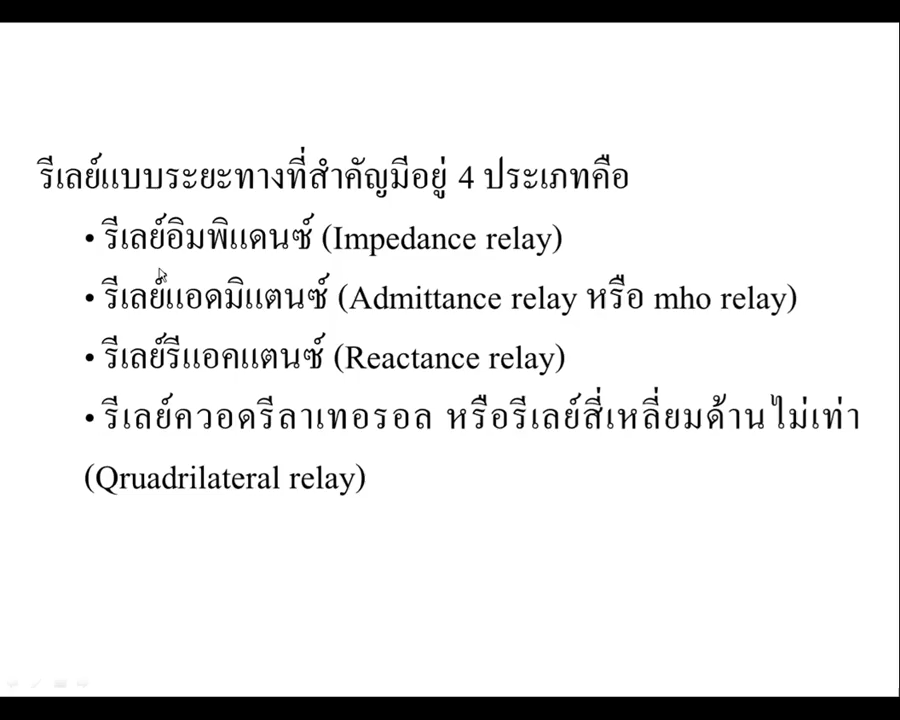 รีเลย์แบบระยะทางที่สำคัญมีอยู่ 4 ประเภทคือ
• รีเลย์อิมพิแดนซ์ (Impedance relay)
• รีเลย์แอดมิแตนซ์ (Admittance relay หรือ mho relay)
• รีเลย์รีแอคแตนซ์ (Reactance relay)
• รีเลย์ควอดรีลาเทอรอล หรือรีเลย์สี่เหลี่ยมด้านไม่เท่า
(Qruadrilateral relay)